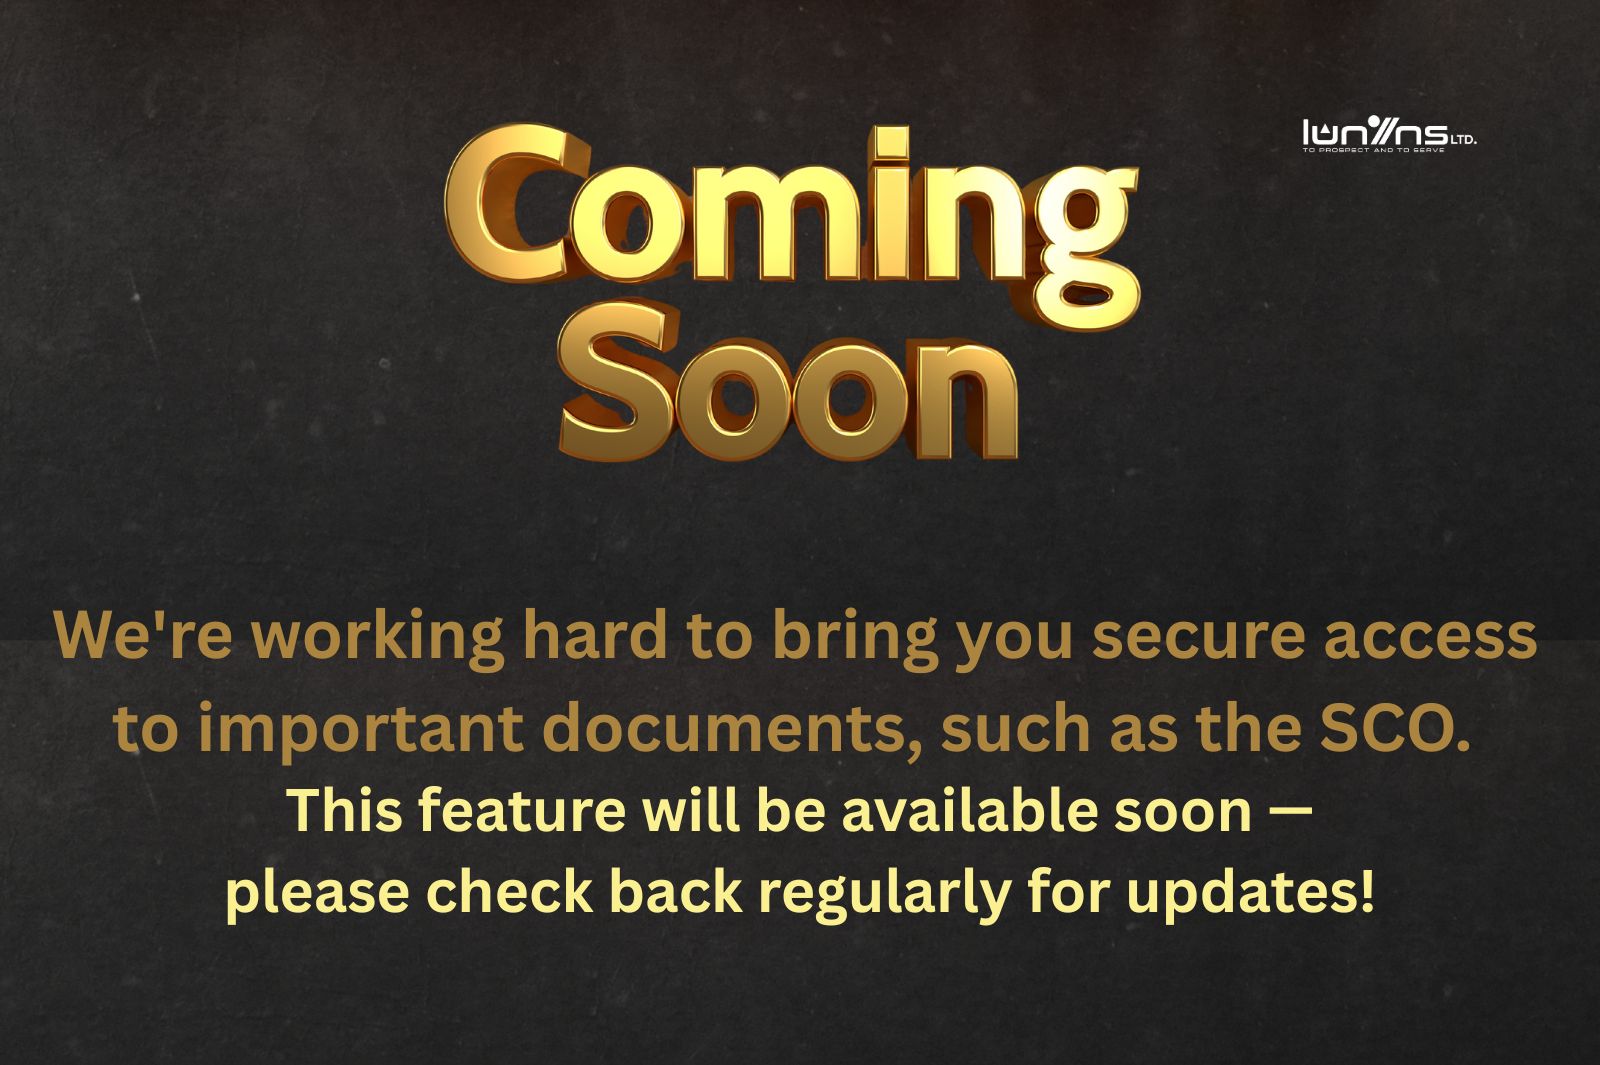 Coming
Soon
LTD.
TO PROSPECT AND TO SERVE
We're working hard to bring you secure access
to important documents, such as the SCO.
This feature will be available soon —
please check back regularly for updates!